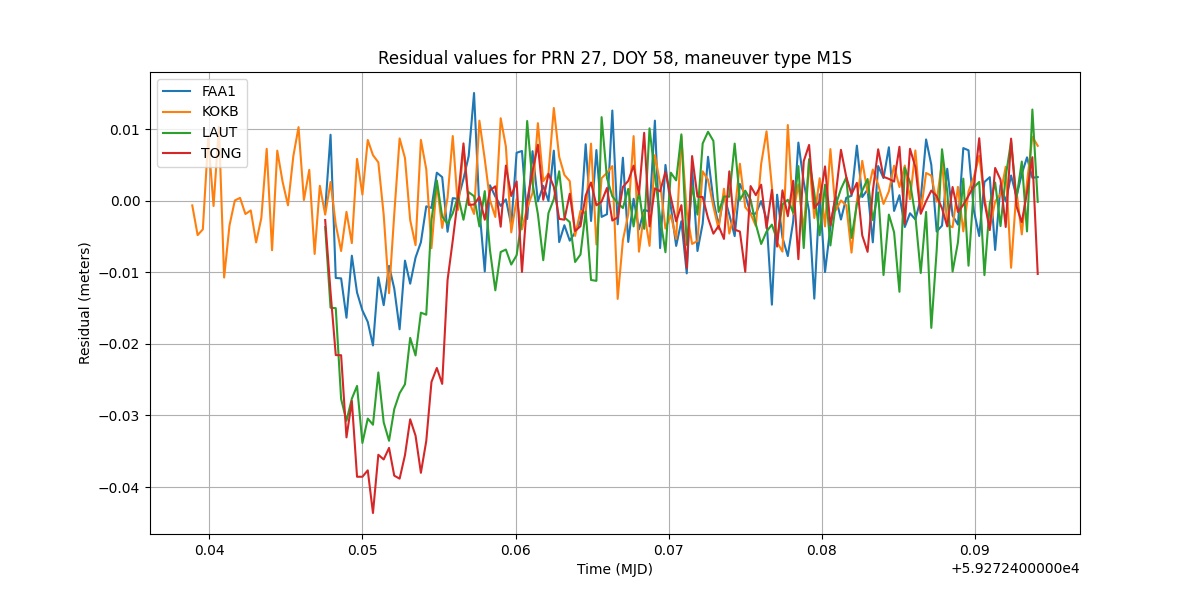 Residual values for PRN 27, DOY 58, maneuver type M1S
FAA1
KOKB
LAUT
TONG
0.01
0.00
−0.01
−0.02
−0.03
−0.04
Residual (meters)
0.04 0.05 0.06 0.07 0.08 0.09
Time (MJD)
+5.9272400000e4